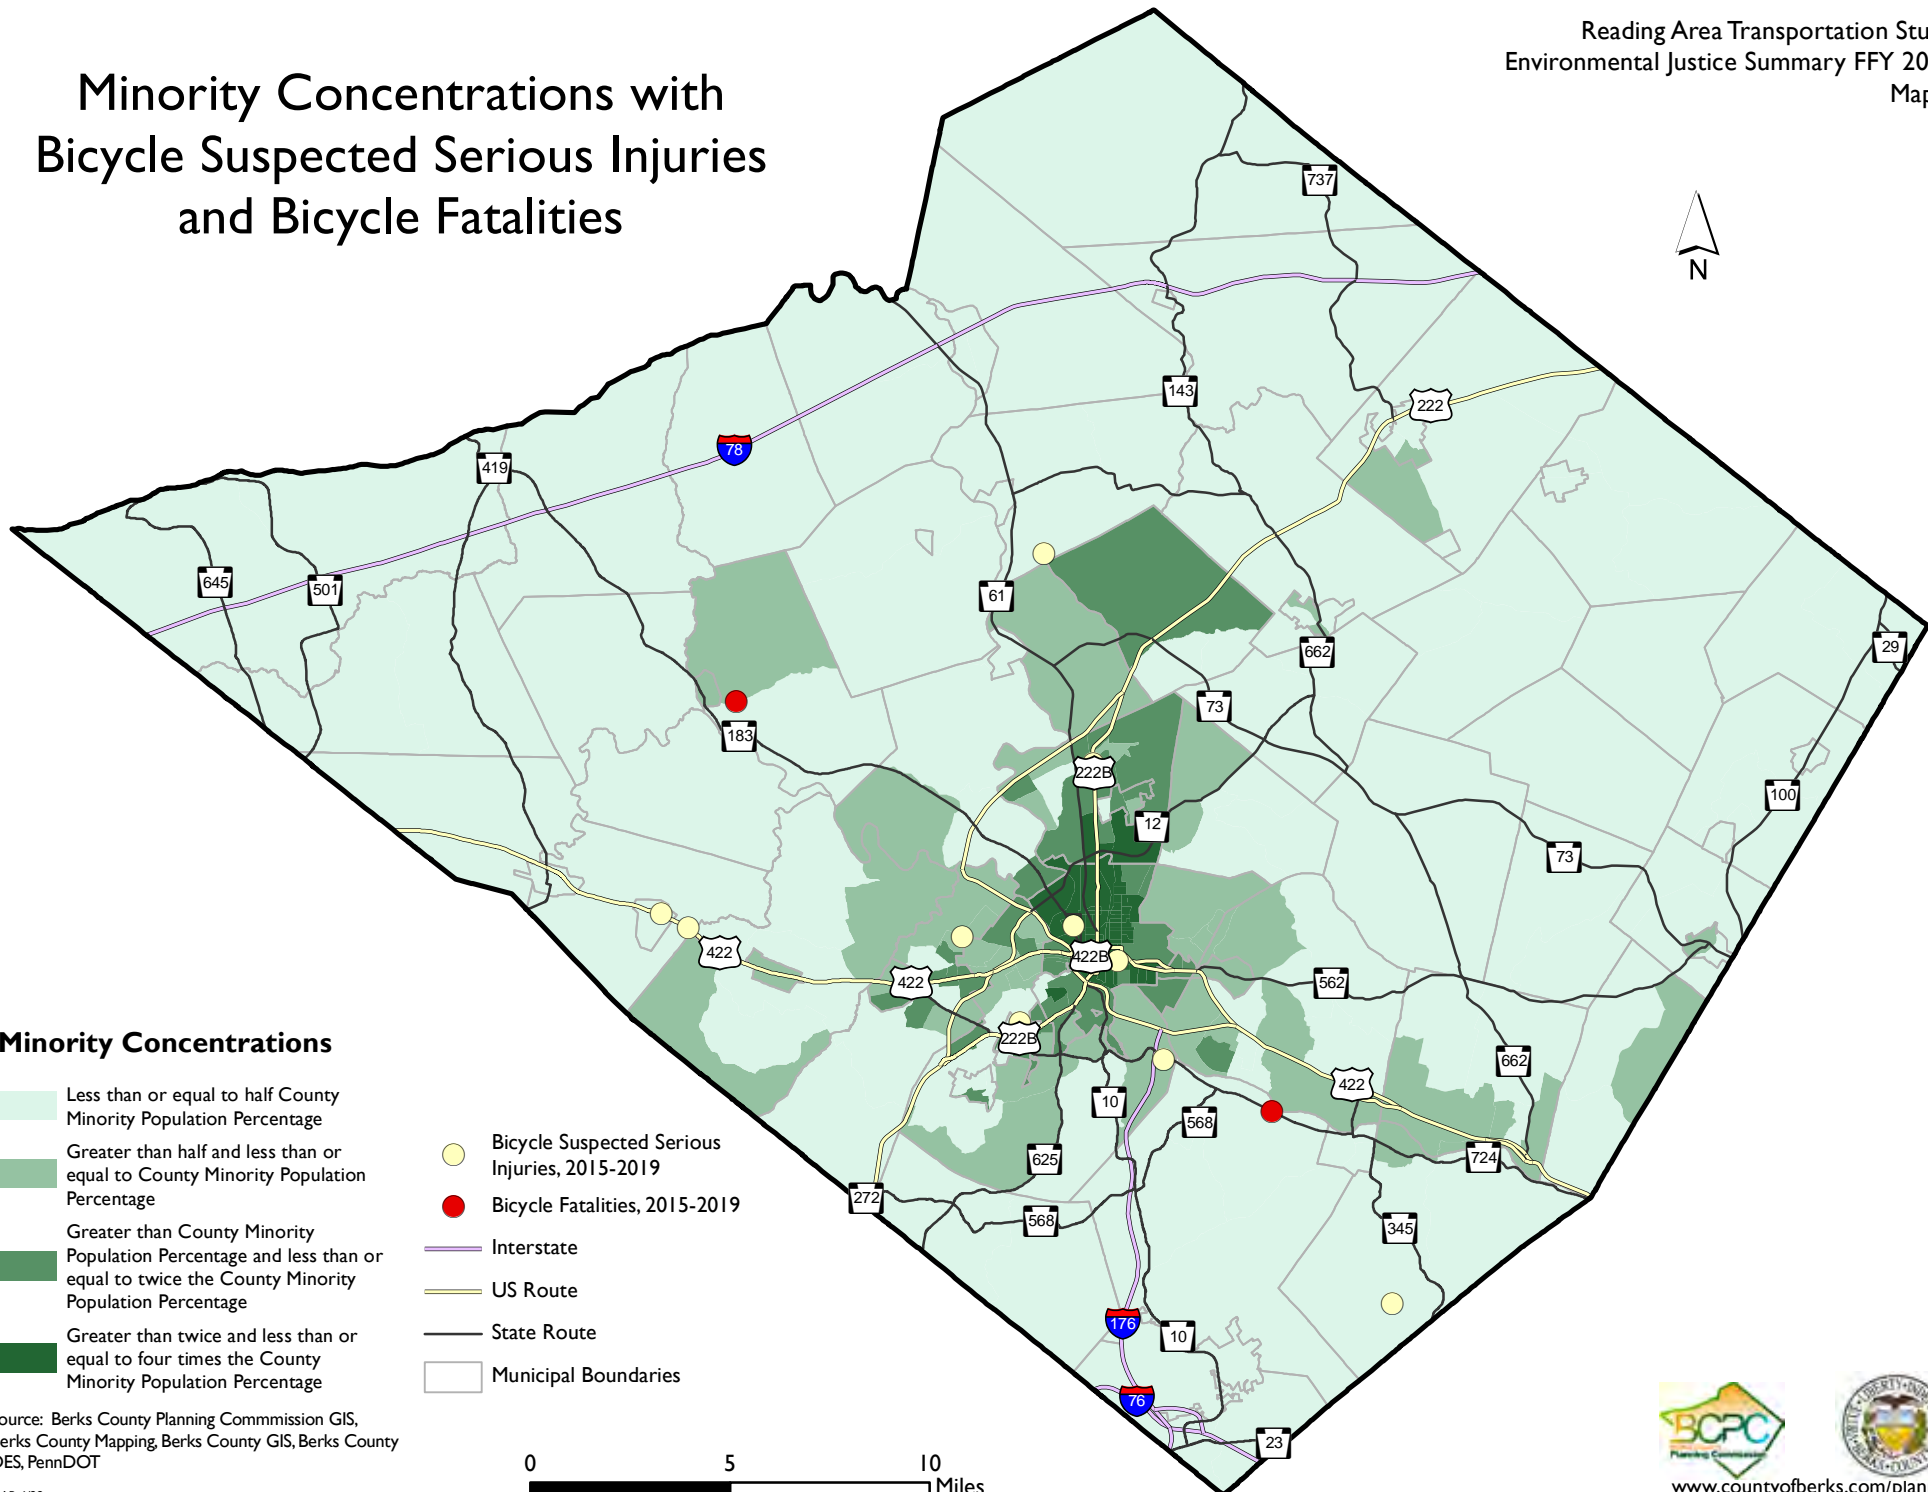 Reading Area Transportation Stu
Environmental Justice Summary FFY 20
Map
Minority Concentrations with
Bicycle Suspected Serious Injuries
and Bicycle Fatalities
N
737
143
222
78
419
645
501
61
662
29
73
183
222B
100
12
73
422
422B
422
562
222B
662
422
10
568
625
724
272
568
345
176
10
76
23
Minority Concentrations
Less than or equal to half County
Minority Population Percentage
Greater than half and less than or
equal to County Minority Population
Percentage
Greater than County Minority
Population Percentage and less than or
equal to twice the County Minority
Population Percentage
Greater than twice and less than or
equal to four times the County
Minority Population Percentage
Bicycle Suspected Serious
Injuries, 2015-2019
Bicycle Fatalities, 2015-2019
Interstate
US Route
State Route
Municipal Boundaries
ource: Berks County Planning Commmission GIS,
erks County Mapping, Berks County GIS, Berks County
DES, PennDOT
0 5 10
Miles
BCPC
Planning Commission
www.countyofberks.com/plan